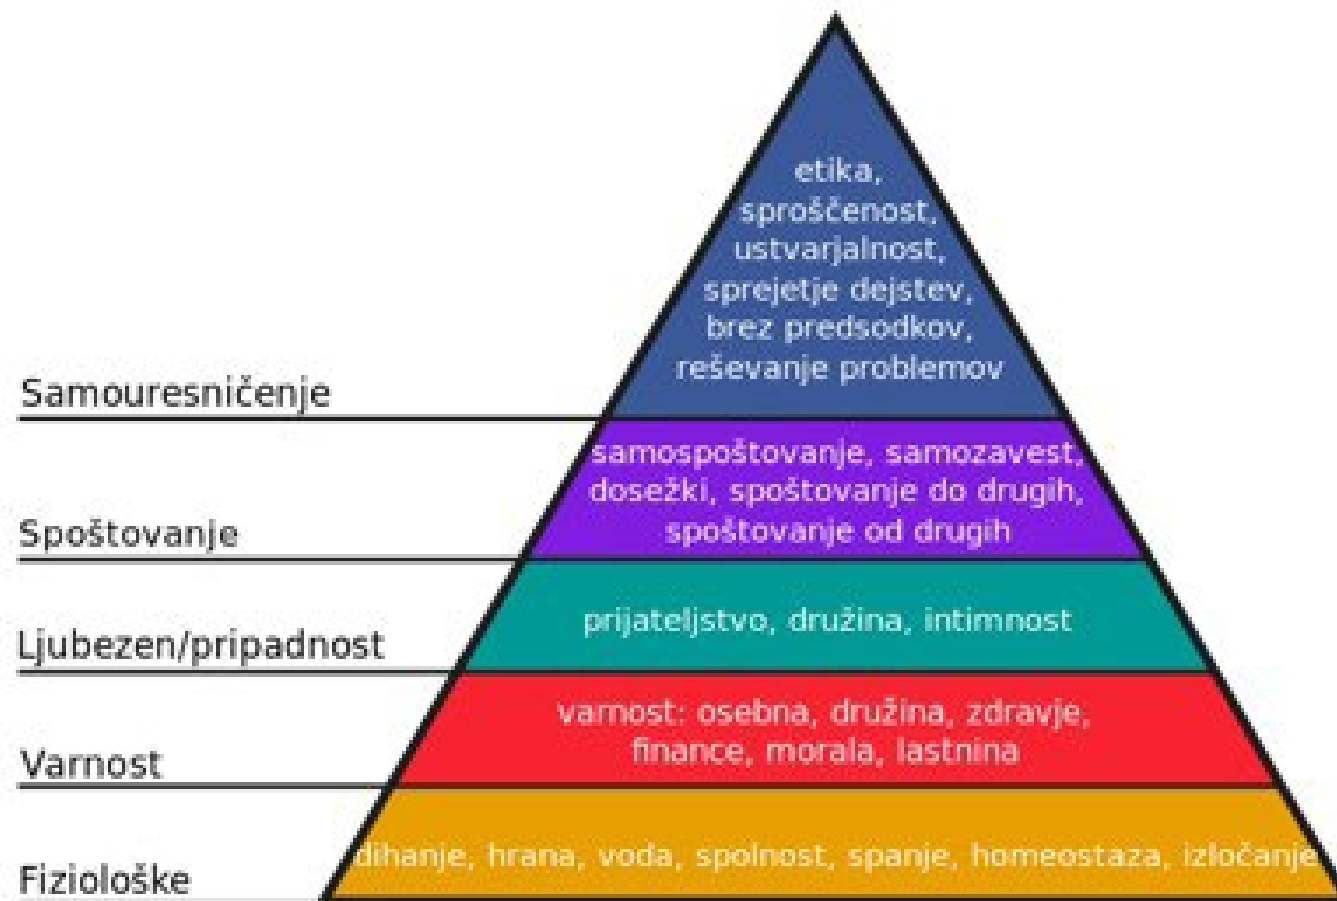 etika,
sproščenost,
ustvarjalnost,
sprejetje dejstev,
brez predsodkov,
reševanje problemov
Samouresničenje
samospoštovanje, samozavest,
dosežki, spoštovanje do drugih,
spoštovanje od drugih
Spoštovanje
prijateljstvo, družina, intimnost
Ljubezen/pripadnost
varnost: osebna, družina, zdravje,
finance, morala, lastnina
Varnost
dihanje, hrana, voda, spolnost, spanje, homeostaza, izločanje
Fiziološke